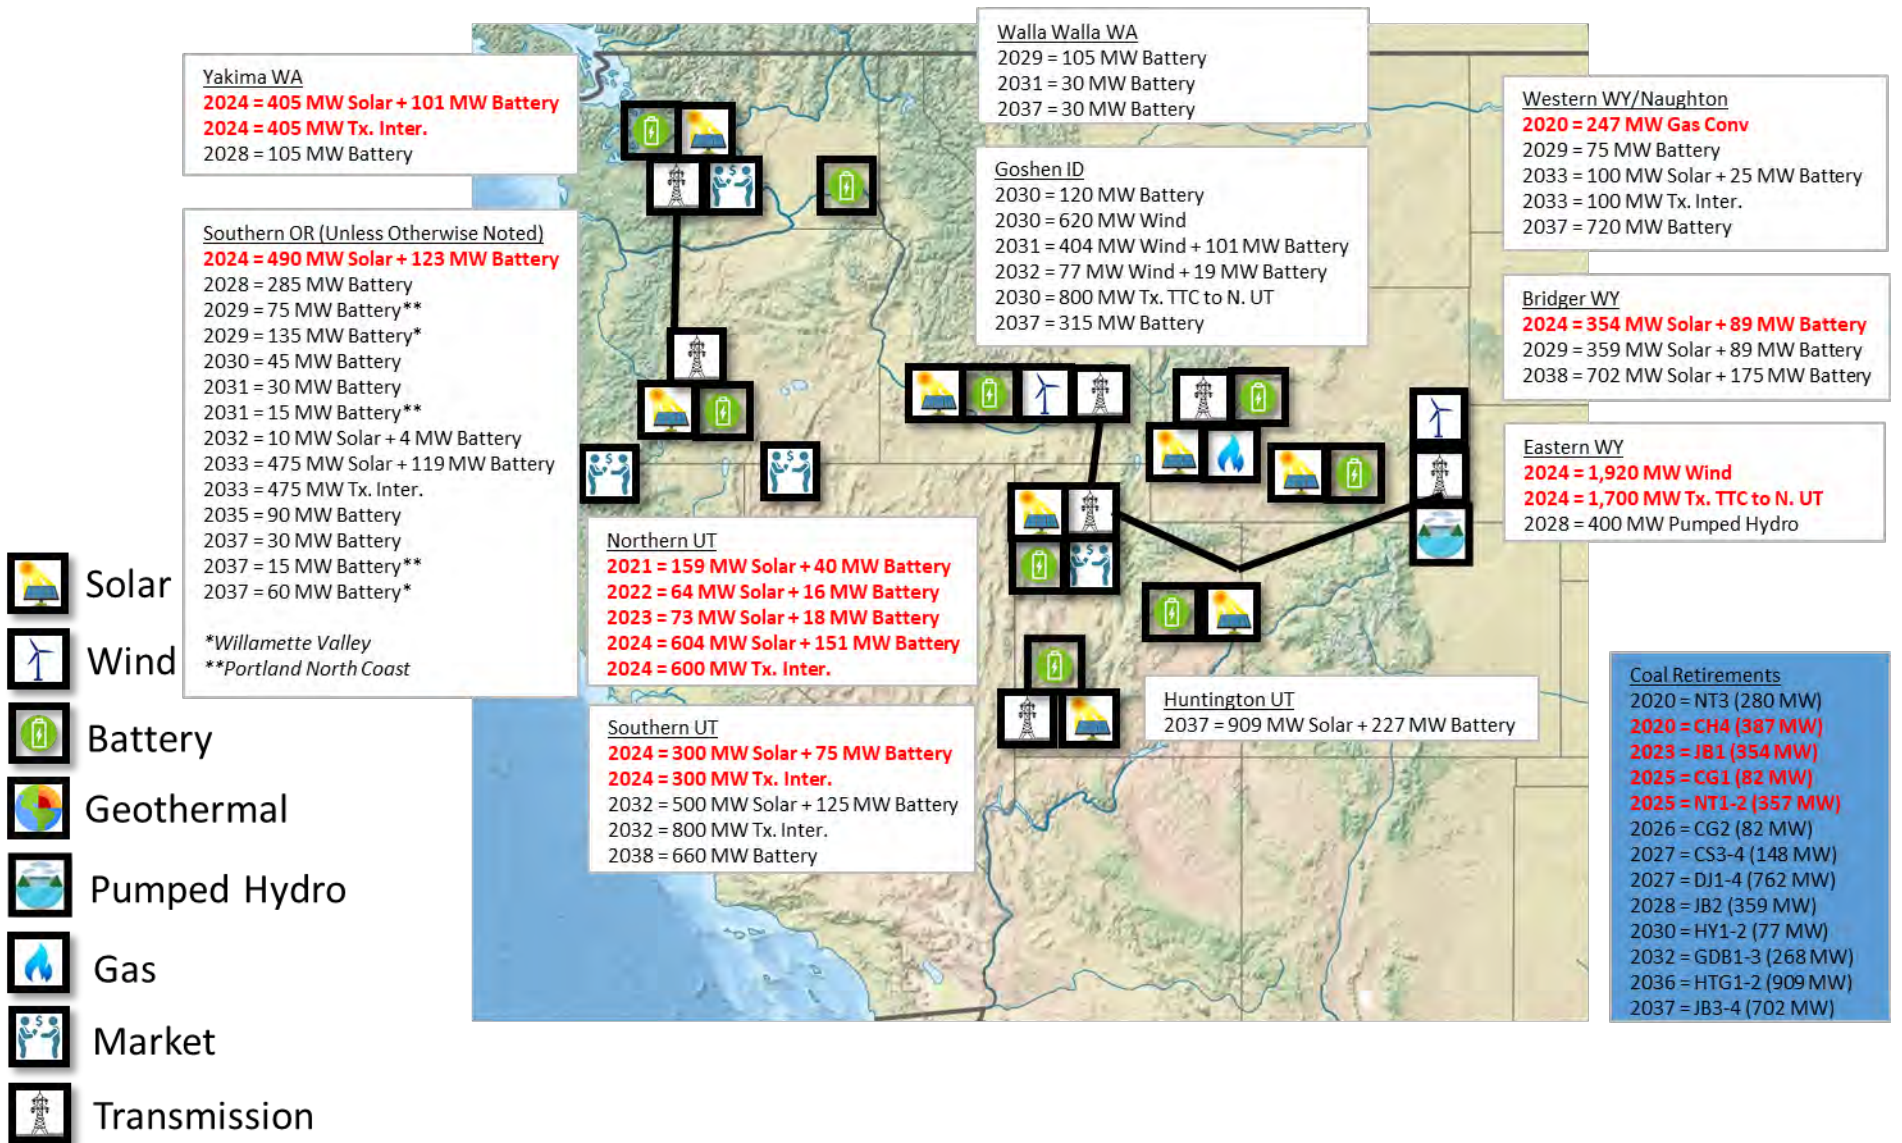 Yakima WA
2024 = 405 MW Solar + 101 MW Battery
2024 = 405 MW Tx. Inter.
2028 = 105 MW Battery
Southern OR (Unless Otherwise Noted)
2024 = 490 MW Solar + 123 MW Battery
2028 = 285 MW Battery
2029 = 75 MW Battery**
2029 = 135 MW Battery*
2030 = 45 MW Battery
2031 = 30 MW Battery
2031 = 15 MW Battery**
2032 = 10 MW Solar + 4 MW Battery
2033 = 475 MW Solar + 119 MW Battery
2033 = 475 MW Tx. Inter.
2035 = 90 MW Battery
2037 = 30 MW Battery
2037 = 15 MW Battery**
2037 = 60 MW Battery*
*Willamette Valley
**Portland North Coast
Walla Walla WA
2029 = 105 MW Battery
2031 = 30 MW Battery
2037 = 30 MW Battery
Goshen ID
2030 = 120 MW Battery
2030 = 620 MW Wind
2031 = 404 MW Wind + 101 MW Battery
2032 = 77 MW Wind + 19 MW Battery
2030 = 800 MW Tx. TTC to N. UT
2037 = 315 MW Battery
Western WY/Naughton
2020 = 247 MW Gas Conv
2029 = 75 MW Battery
2033 = 100 MW Solar + 25 MW Battery
2033 = 100 MW Tx. Inter.
2037 = 720 MW Battery
Bridger WY
2024 = 354 MW Solar + 89 MW Battery
2029 = 359 MW Solar + 89 MW Battery
2038 = 702 MW Solar + 175 MW Battery
Eastern WY
2024 = 1,920 MW Wind
2024 = 1,700 MW Tx. TTC to N. UT
2028 = 400 MW Pumped Hydro
Northern UT
2021 = 159 MW Solar + 40 MW Battery
2022 = 64 MW Solar + 16 MW Battery
2023 = 73 MW Solar + 18 MW Battery
2024 = 604 MW Solar + 151 MW Battery
2024 = 600 MW Tx. Inter.
Southern UT
2024 = 300 MW Solar + 75 MW Battery
2024 = 300 MW Tx. Inter.
2032 = 500 MW Solar + 125 MW Battery
2032 = 800 MW Tx. Inter.
2038 = 660 MW Battery
Huntington UT
2037 = 909 MW Solar + 227 MW Battery
Coal Retirements
2020 = NT3 (280 MW)
2020 = CH4 (387 MW)
2023 = JB1 (354 MW)
2025 = CG1 (82 MW)
2025 = NT1-2 (357 MW)
2026 = CG2 (82 MW)
2027 = CS3-4 (148 MW)
2027 = DJ1-4 (762 MW)
2028 = JB2 (359 MW)
2030 = HY1-2 (77 MW)
2032 = GDB1-3 (268 MW)
2036 = HTG1-2 (909 MW)
2037 = JB3-4 (702 MW)
Solar
Wind
Battery
Geothermal
Pumped Hydro
Gas
Market
Transmission